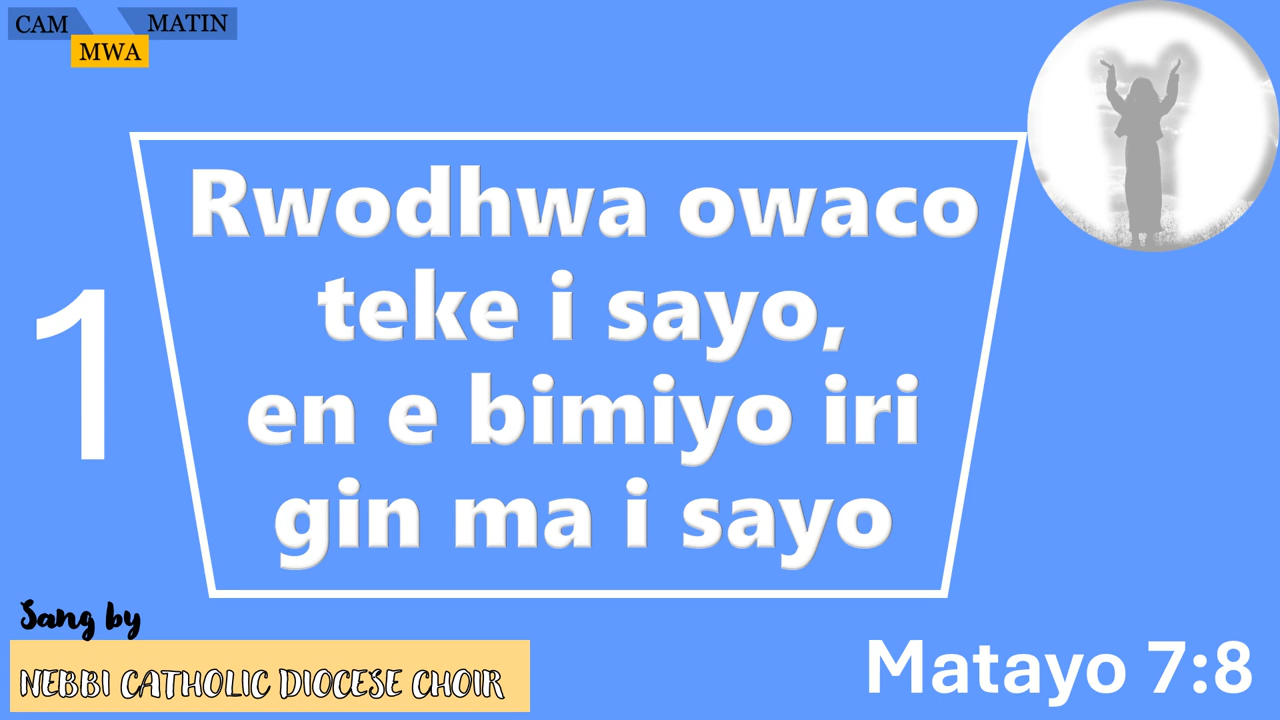 CAM MATIN
MWA
1
Rwodhwa owaco
teke i sayo,
en e bimiyo iri
gin ma i sayo
Sang by
NEBBI CATHOLIC DIOCESE CHOIR
Matayo 7:8